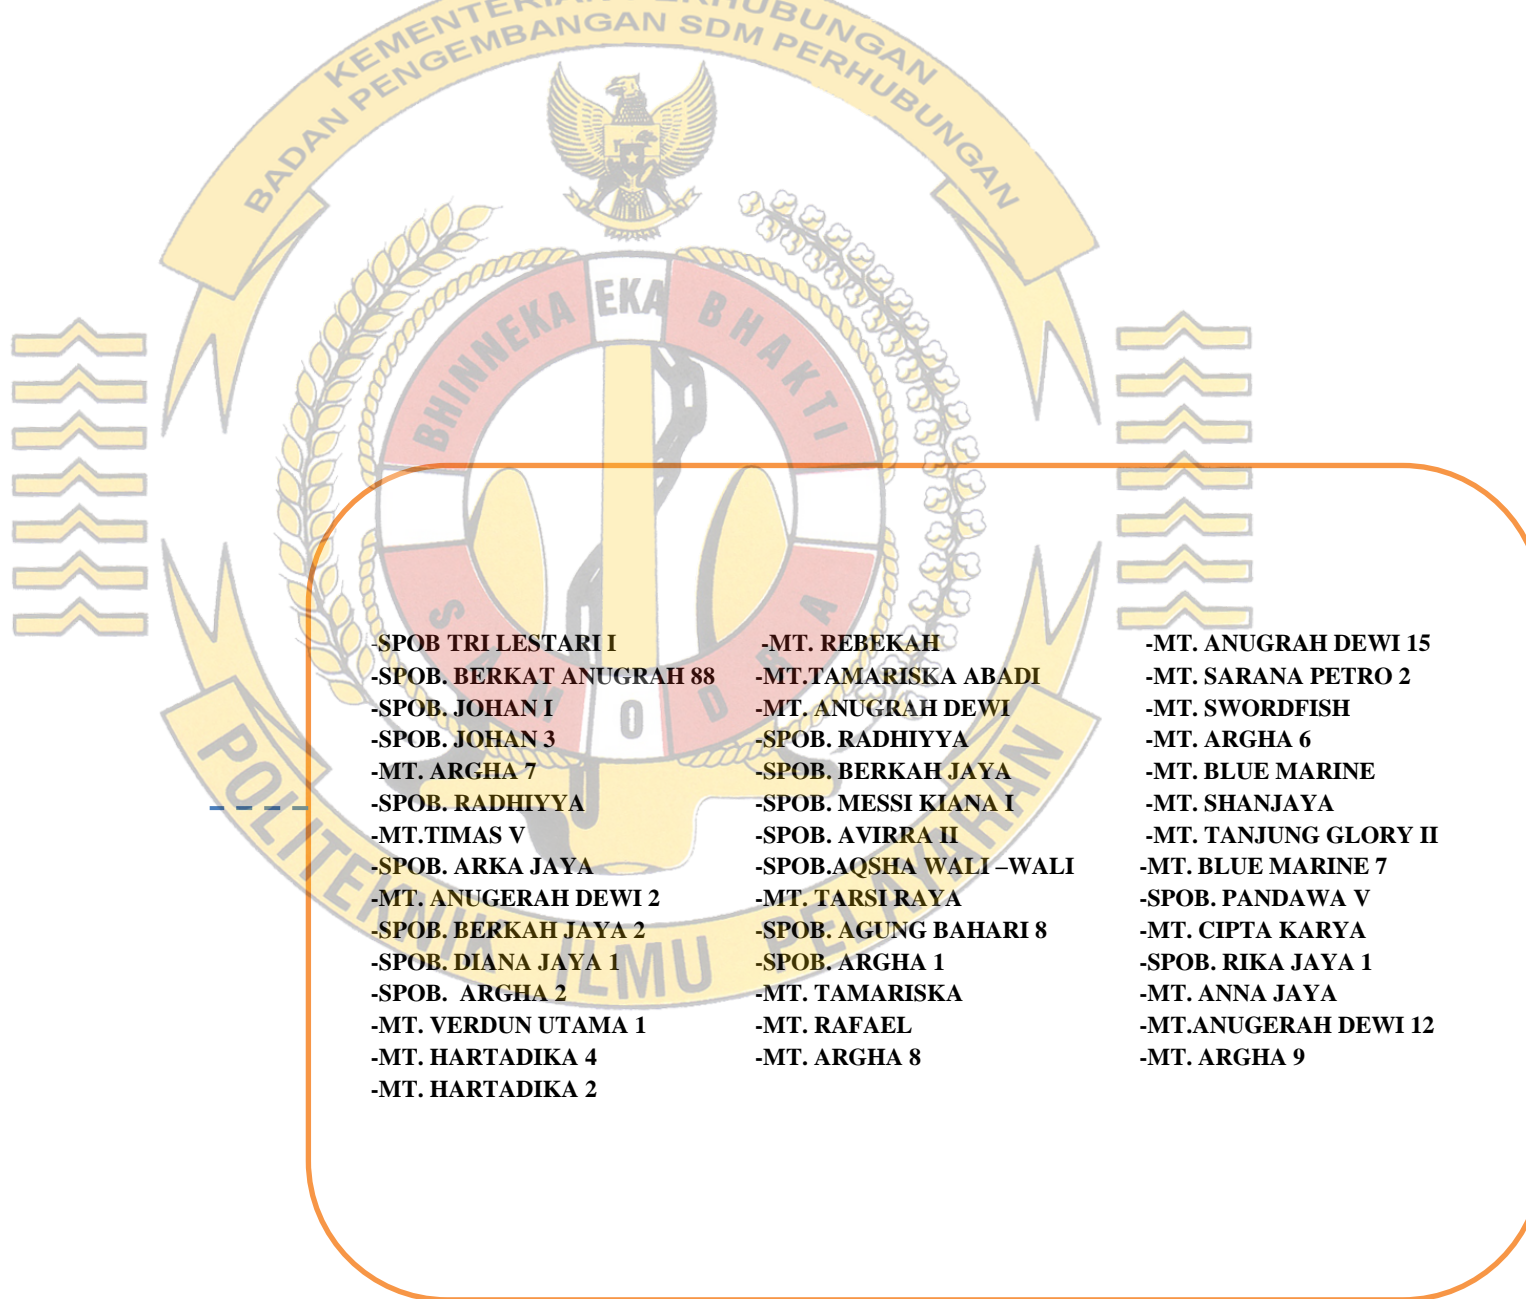 KEMENTERIAN PERHUBUNGAN
BADAN PENGEMBANGAN SDM PERHUBUNGAN
BHINNEKA EKA BHAKTI
SAMODRA
POLITEKNIK ILMU PELAYARAN
-SPOB TRI LESTARI I
-SPOB. BERKAT ANUGRAH 88
-SPOB. JOHAN I
-SPOB. JOHAN 3
-MT. ARGHA 7
-SPOB. RADHIYYA
-MT.TIMAS V
-SPOB. ARKA JAYA
-MT. ANUGERAH DEWI 2
-SPOB. BERKAH JAYA 2
-SPOB. DIANA JAYA 1
-SPOB. ARGHA 2
-MT. VERDUN UTAMA 1
-MT. HARTADIKA 4
-MT. HARTADIKA 2
-MT. REBEKAH
-MT.TAMARISKA ABADI
-MT. ANUGRAH DEWI
-SPOB. RADHIYYA
-SPOB. BERKAH JAYA
-SPOB. MESSI KIANA I
-SPOB. AVIRRA II
-SPOB.AQSHA WALI –WALI
-MT. TARSI RAYA
-SPOB. AGUNG BAHARI 8
-SPOB. ARGHA 1
-MT. TAMARISKA
-MT. RAFAEL
-MT. ARGHA 8
-MT. ANUGRAH DEWI 15
-MT. SARANA PETRO 2
-MT. SWORDFISH
-MT. ARGHA 6
-MT. BLUE MARINE
-MT. SHANJAYA
-MT. TANJUNG GLORY II
-MT. BLUE MARINE 7
-SPOB. PANDAWA V
-MT. CIPTA KARYA
-SPOB. RIKA JAYA 1
-MT. ANNA JAYA
-MT.ANUGERAH DEWI 12
-MT. ARGHA 9